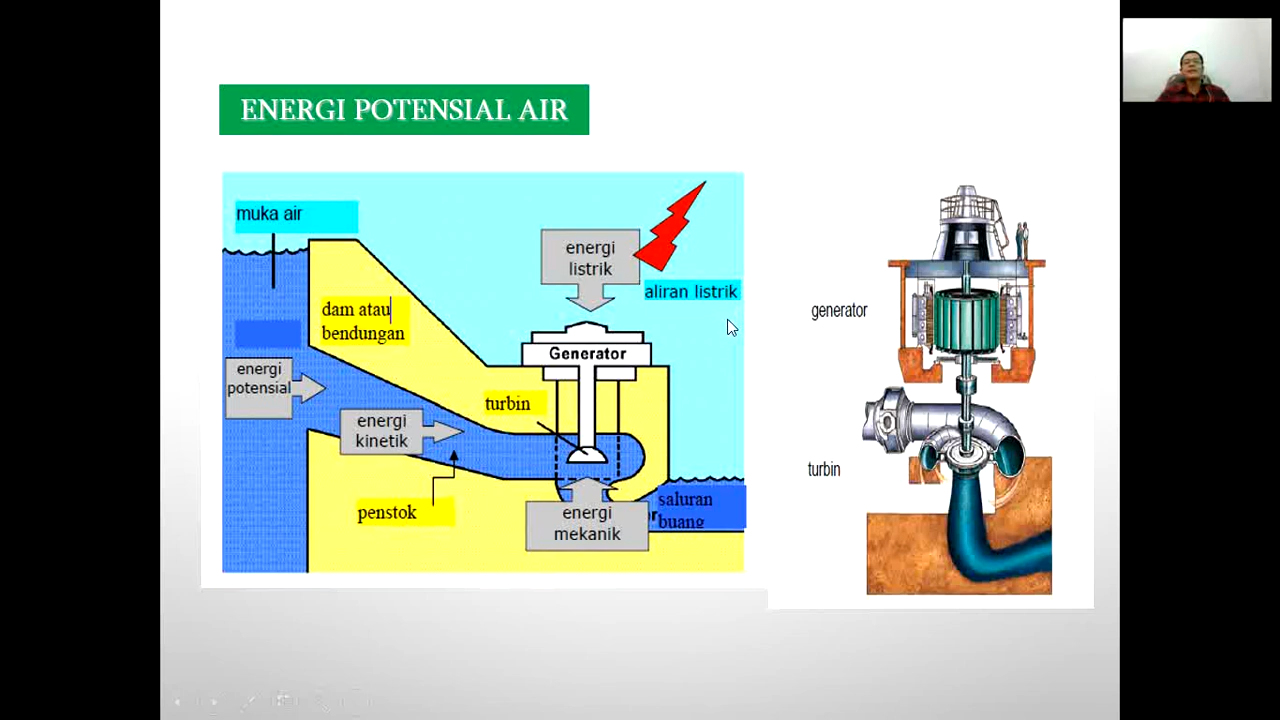 ENERGI POTENSIAL AIR
muka air
energi
listrik
aliran listrik
dam atau
bendungan
Generator
generator
energi
potensial
turbin
energi
kinetik
turbin
penstok
saluran
buang
energi
mekanik